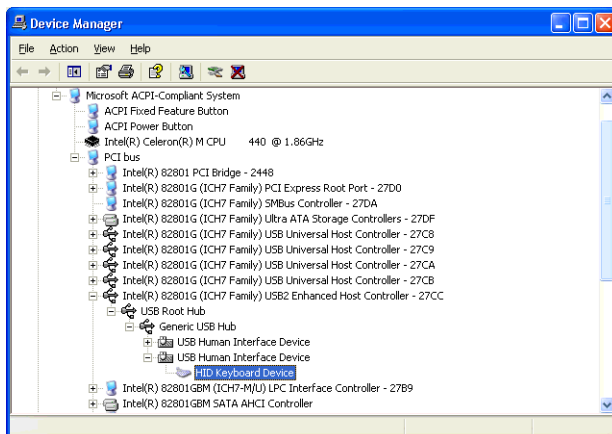 Device Manager
File Action View Help
Microsoft ACPI-Compliant System
ACPI Fixed Feature Button
ACPI Power Button
Intel(R) Celeron(R) M CPU 440 @ 1.86GHz
PCI bus
Intel(R) 82801 PCI Bridge - 2448
Intel(R) 82801G (ICH7 Family) PCI Express Root Port - 27D0
Intel(R) 82801G (ICH7 Family) SMBus Controller - 27DA
Intel(R) 82801G (ICH7 Family) Ultra ATA Storage Controllers - 27DF
Intel(R) 82801G (ICH7 Family) USB Universal Host Controller - 27C8
Intel(R) 82801G (ICH7 Family) USB Universal Host Controller - 27C9
Intel(R) 82801G (ICH7 Family) USB Universal Host Controller - 27CA
Intel(R) 82801G (ICH7 Family) USB Universal Host Controller - 27CB
Intel(R) 82801G (ICH7 Family) USB2 Enhanced Host Controller - 27CC
USB Root Hub
Generic USB Hub
USB Human Interface Device
USB Human Interface Device
HID Keyboard Device
Intel(R) 82801GBM (ICH7-M/U) LPC Interface Controller - 27B9
Intel(R) 82801GBM SATA AHCI Controller